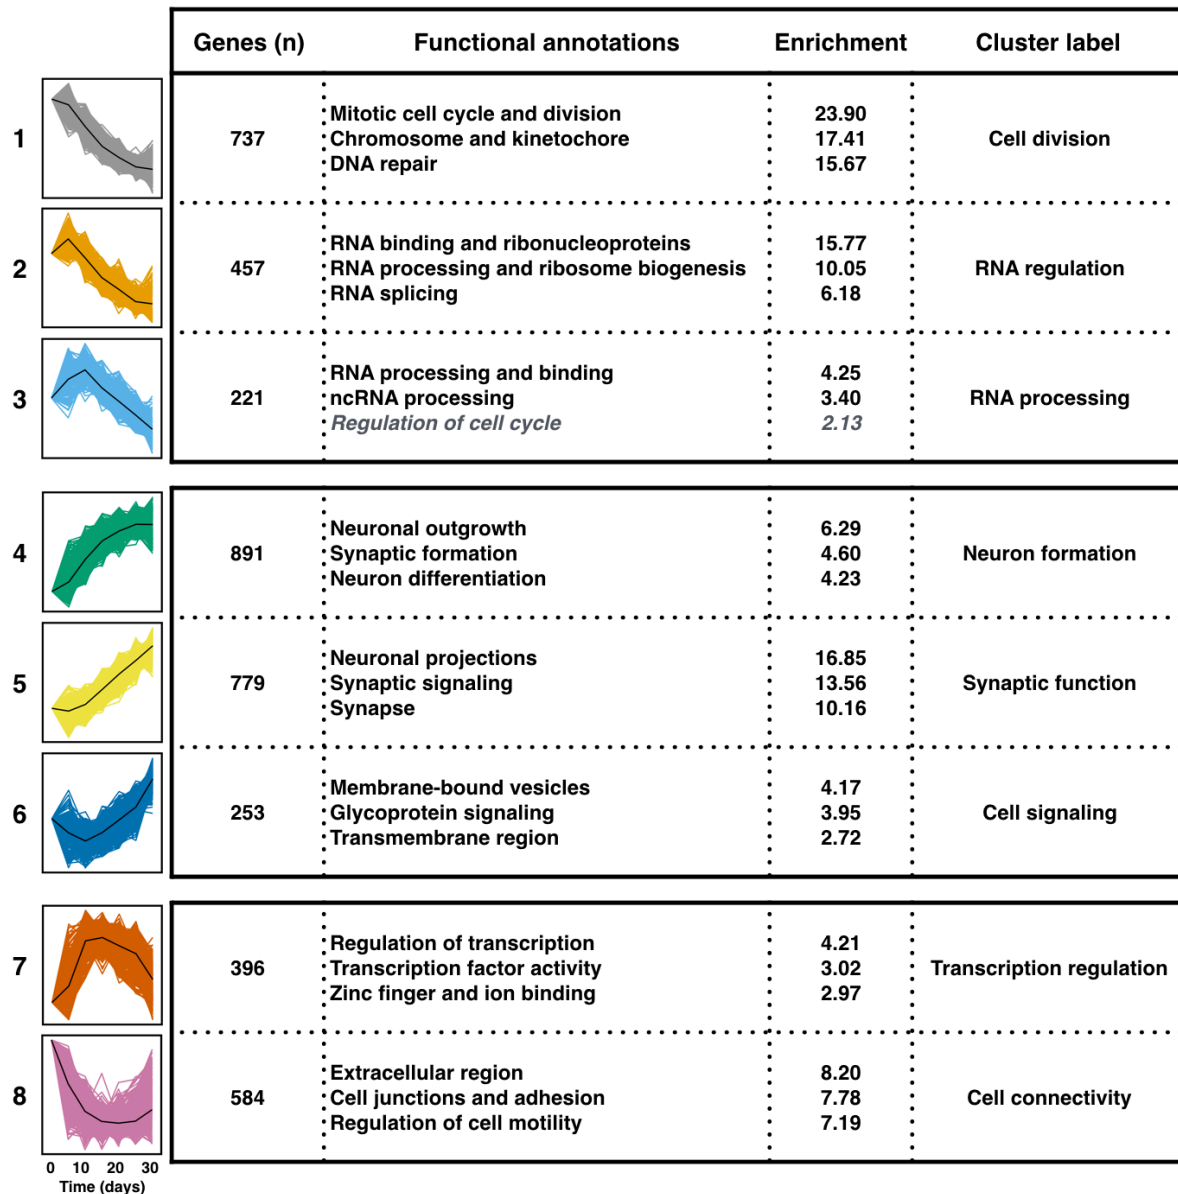 Genes (n) Functional annotations Enrichment Cluster label
1
737
Mitotic cell cycle and division 23.90
Chromosome and kinetochore 17.41
DNA repair 15.67
Cell division
2
457
RNA binding and ribonucleoproteins 15.77
RNA processing and ribosome biogenesis 10.05
RNA splicing 6.18
RNA regulation
3
221
RNA processing and binding 4.25
ncRNA processing 3.40
Regulation of cell cycle 2.13
RNA processing
4
891
Neuronal outgrowth 6.29
Synaptic formation 4.60
Neuron differentiation 4.23
Neuron formation
5
779
Neuronal projections 16.85
Synaptic signaling 13.56
Synapse 10.16
Synaptic function
6
253
Membrane-bound vesicles 4.17
Glycoprotein signaling 3.95
Transmembrane region 2.72
Cell signaling
7
396
Regulation of transcription 4.21
Transcription factor activity 3.02
Zinc finger and ion binding 2.97
Transcription regulation
8
584
Extracellular region 8.20
Cell junctions and adhesion 7.78
Regulation of cell motility 7.19
Cell connectivity
0 10 20 30
Time (days)